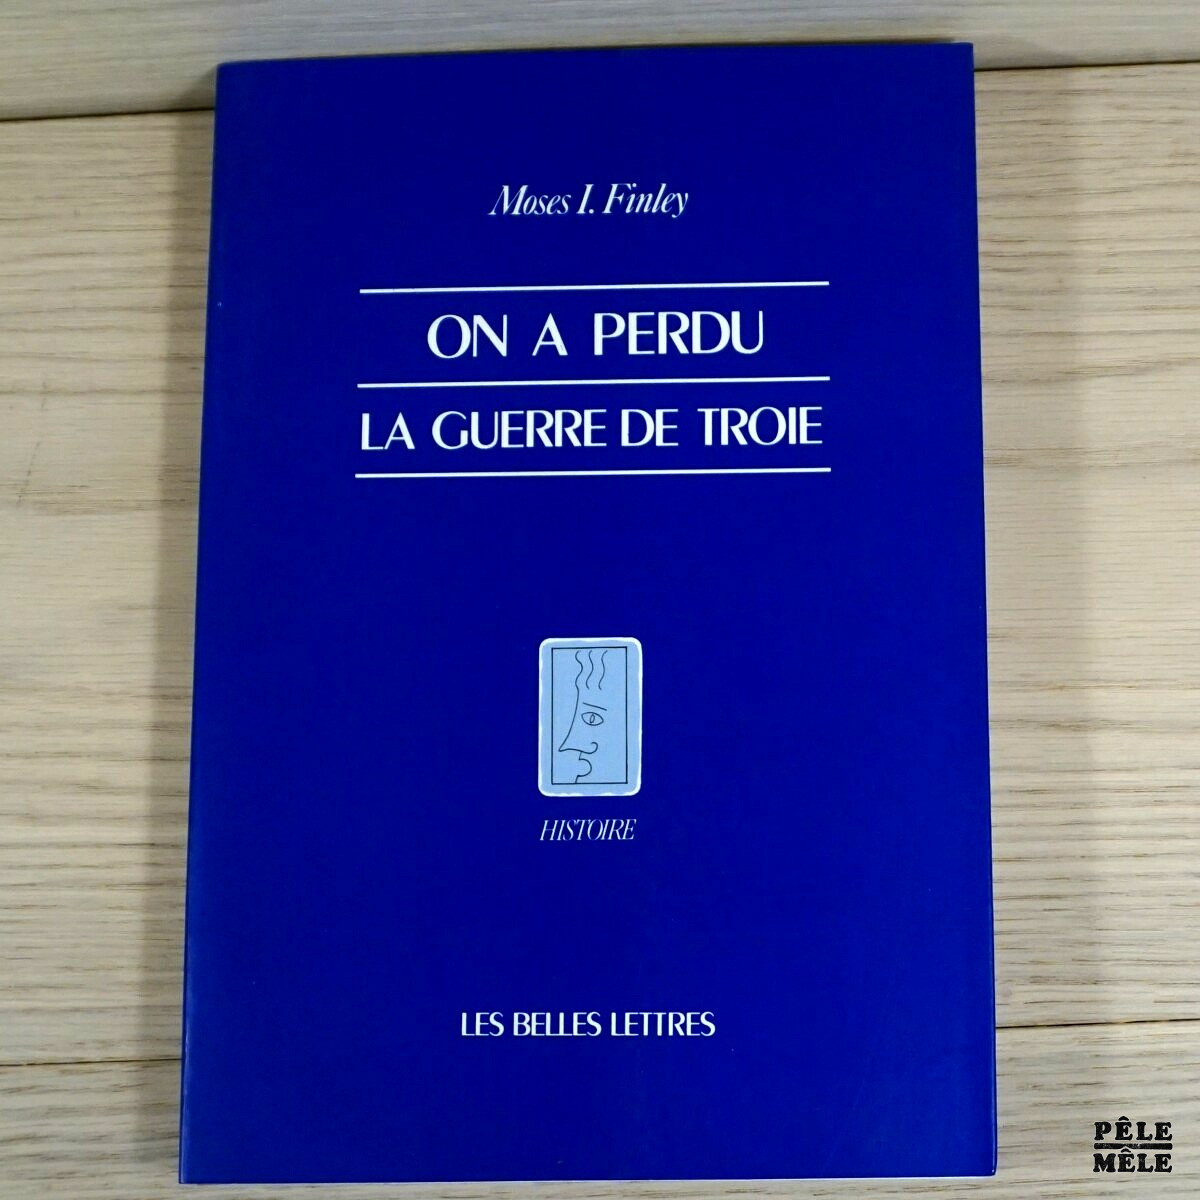 Moses I. Finley
ON A PERDU
LA GUERRE DE TROIE
HISTOIRE
LES BELLES LETTRES
PÊLE
MÊLE